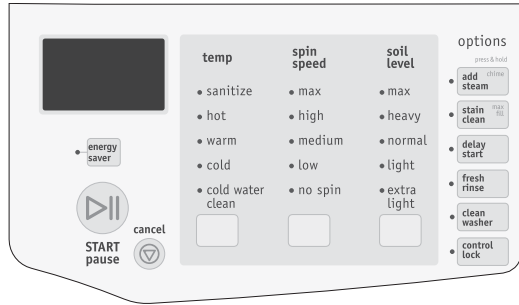 energy
saver
START
pause
cancel
temp
• sanitize
• hot
• warm
• cold
• cold water
clean
spin
speed
• max
• high
• medium
• low
• no spin
soil
level
• max
• heavy
• normal
• light
• extra
light
options
press & hold
add
steam
chime
stain
clean
max
fill
delay
start
fresh
rinse
clean
washer
control
lock